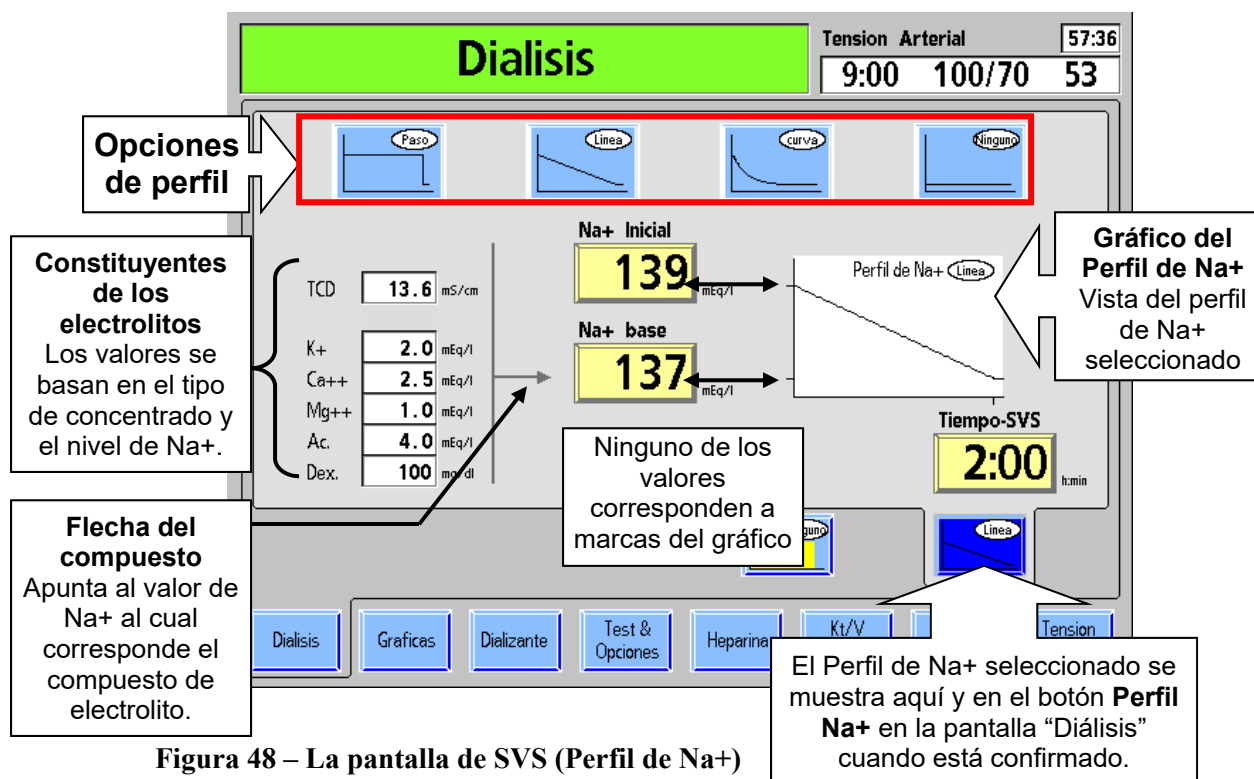 Dialisis
Tension Arterial
57:36
9:00 100/70 53
Opciones
de perfil
Paso
Linea
curva
Ninguno
Constituyentes
de los
electrolitos
Los valores se
basan en el tipo
de concentrado y
el nivel de Na+.
TCD 13.6 mS/cm
K+ 2.0 mEq/l
Ca++ 2.5 mEq/l
Mg++ 1.0 mEq/l
Ac. 4.0 mEq/l
Dex. 100 mg/dl
Na+ Inicial
139 mEq/l
Na+ base
137 mEq/l
Perfil de Na+ Linea
Gráfico del
Perfil de Na+
Vista del perfil
de Na+
seleccionado
Tiempo-SVS
2:00 h:min
Ninguno de los
valores
corresponden a
marcas del gráfico
Flecha del
compuesto
Apunta al valor de
Na+ al cual
corresponde el
compuesto de
electrolito.
Linea
Dialisis
Graficas
Dializante
Test &
Opciones
Heparina
Kt/V
Tension
El Perfil de Na+ seleccionado se
muestra aquí y en el botón Perfil
Na+ en la pantalla “Diálisis”
cuando está confirmado.
Figura 48 – La pantalla de SVS (Perfil de Na+)